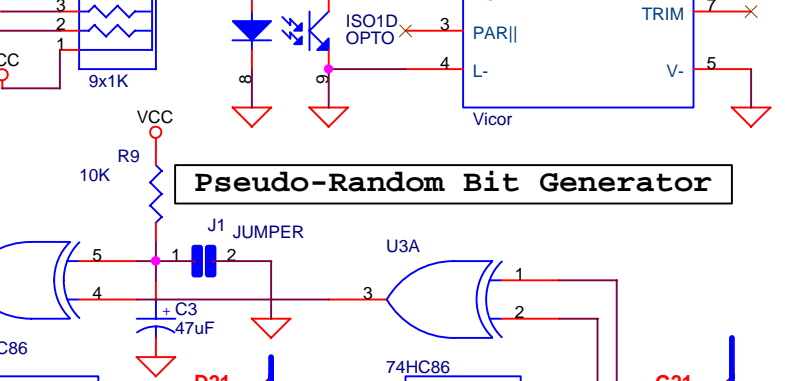 3
2
1
CC
9x1K
8
9
ISO1D
OPTO
3
PAR||
4
L-
TRIM
7
V-
5
Vicor
VCC
R9
10K
Pseudo-Random Bit Generator
J1
JUMPER
5
1
2
4
+
C3
47uF
C86
U3A
3
1
2
74HC86